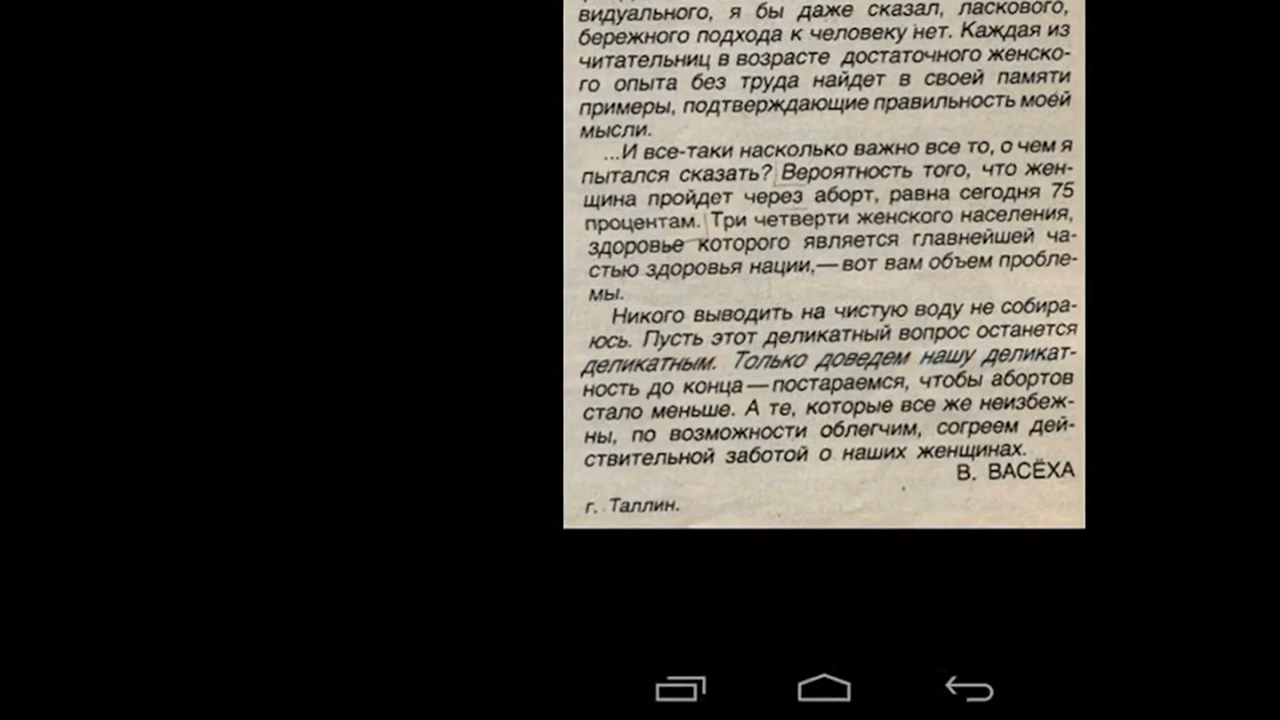 видуального, я бы даже сказал, ласкового,
бережного подхода к человеку нет. Каждая из
читательниц в возрасте достаточного женско-
го опыта без труда найдет в своей памяти
примеры, подтверждающие правильность моей
мысли.
...И все-таки насколько важно все то, о чем я
пытался сказать? Вероятность того, что жен-
щина пройдет через аборт, равна сегодня 75
процентам. Три четверти женского населения,
здоровье которого является главнейшей ча-
стью здоровья нации,—вот вам объем пробле-
мы.
Никого выводить на чистую воду не собира-
юсь. Пусть этот деликатный вопрос останется
деликатным. Только доведем нашу деликат-
ность до конца—постараемся, чтобы абортов
стало меньше. А те, которые все же неизбеж-
ны, по возможности облегчим, согреем дей-
ствительной заботой о наших женщинах.
В. ВАСЁХА
г. Таллин.